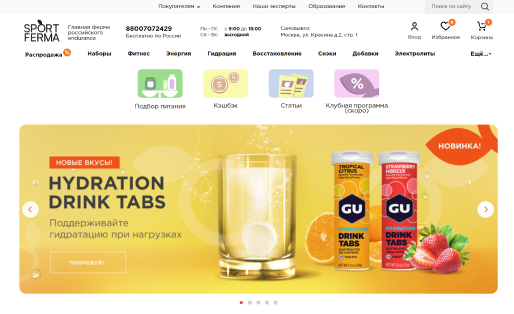 Покупателям Компания Наши эксперты Образование Контакты Поиск по сайту
SPORT FERMA
Главная ферма российского endurance
88007072429
Бесплатно по России
Пн - Пт: с 9:00 до 18:00
Сб - Вс: выходной
Самовывоз:
Москва, ул. Красина д.2, стр. 1
Вход
Избранное 0
Корзина 1
Распродажа % Наборы Фитнес Энергия Гидрация Восстановление Снэки Добавки Электролиты Ещё...
Подбор питания
Кэшбэк
Статьи
Клубная программа (скоро)
НОВИНКА!
НОВЫЕ ВКУСЫ!
HYDRATION
DRINK TABS
Поддерживайте
гидратацию при нагрузках
ПОПРОБУЙ!
TROPICAL CITRUS
GU
HYDRATION
DRINK TABS
STRAWBERRY HIBISCUS
GU
HYDRATION
DRINK TABS